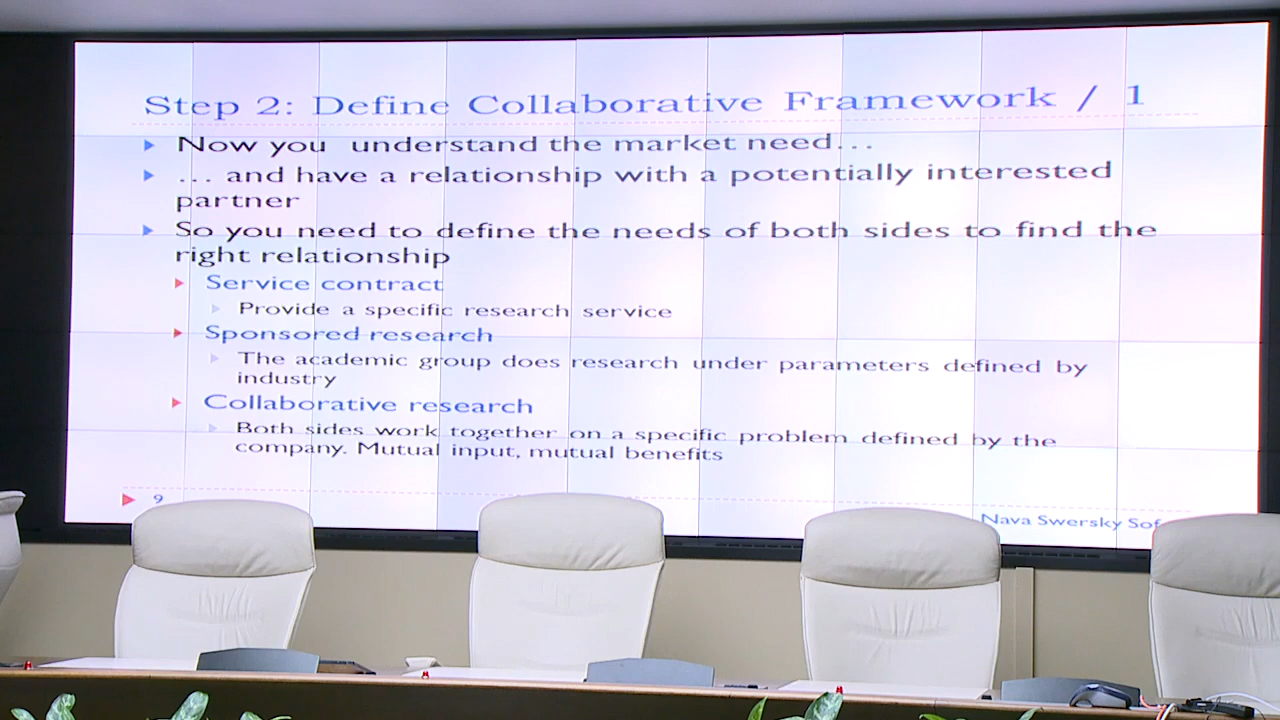 Step 2: Define Collaborative Framework / 1
Now you understand the market need...
... and have a relationship with a potentially interested
partner
So you need to define the needs of both sides to find the
right relationship
Service contract
Provide a specific research service
Sponsored research
The academic group does research under parameters defined by
industry
Collaborative research
Both sides work together on a specific problem defined by the
company. Mutual input, mutual benefits
9
Nava Swersky